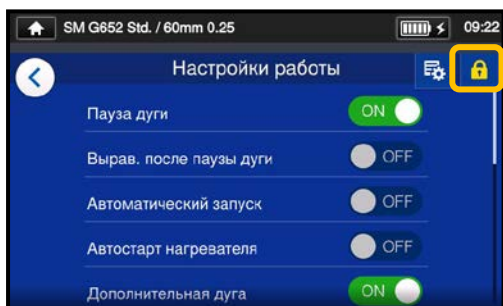 SM G652 Std. / 60mm 0.25 09:22
Настройки работы
Пауза дуги ON
Вырав. после паузы дуги OFF
Автоматический запуск OFF
Автостарт нагревателя OFF
Дополнительная дуга ON